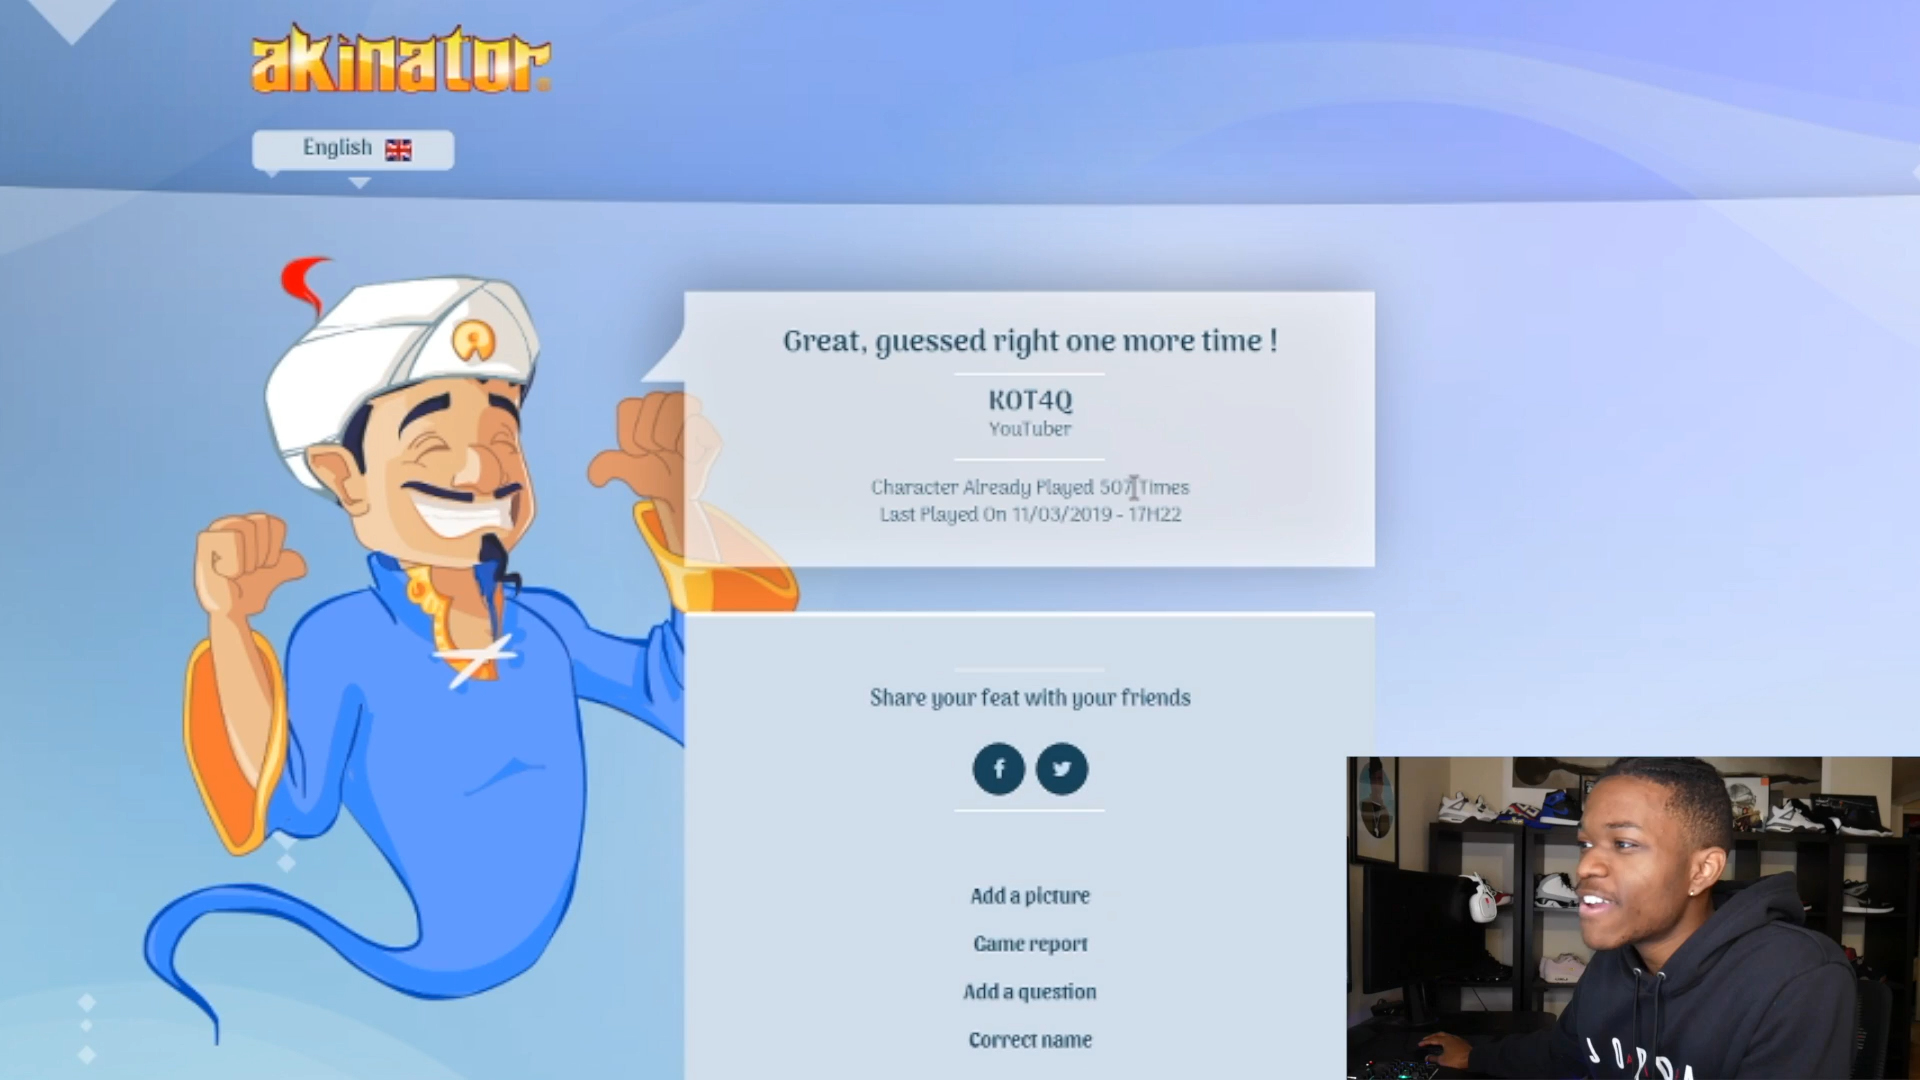 akinator
English
Great, guessed right one more time !
KOT4Q
YouTuber
Character Already Played 507 Times
Last Played On 11/03/2019 - 17H22
Share your feat with your friends
f
Add a picture
Game report
Add a question
Correct name
JORDA